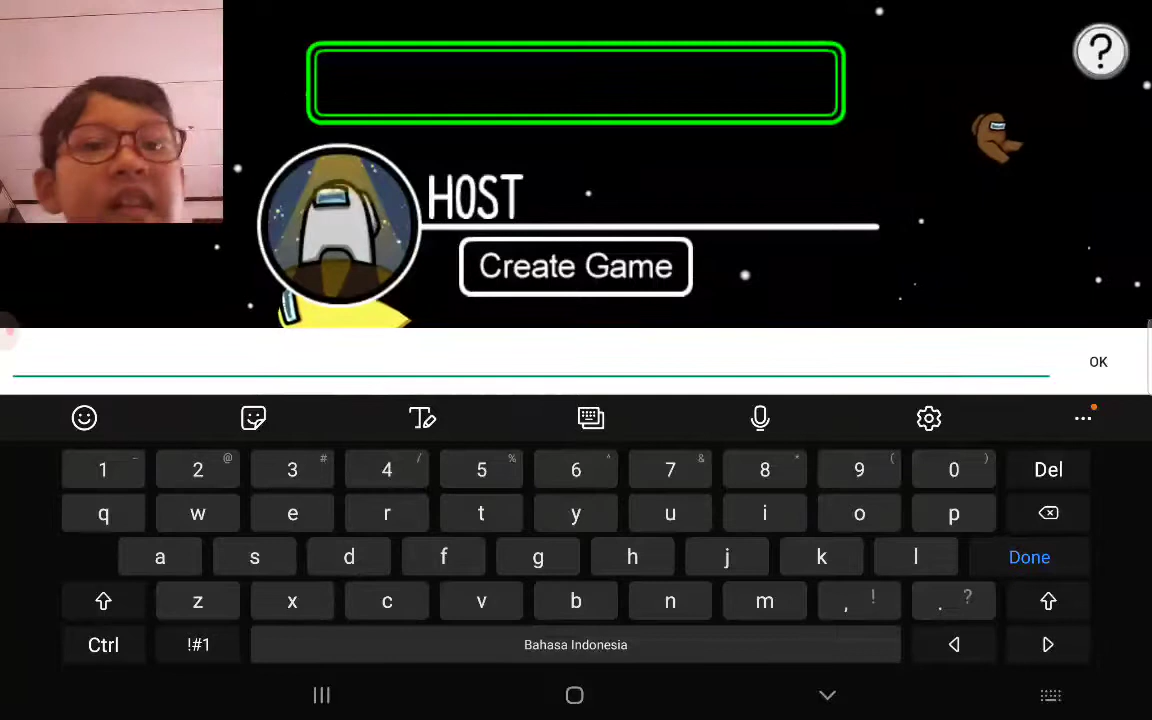 ?
HOST
Create Game
OK
1 - 2 @ 3 # 4 / 5 % 6 ^ 7 & 8 * 9 ( 0 ) Del
q w e r t y u i o p
a s d f g h j k l Done
z x c v b n m , ! . ?
Ctrl !#1 Bahasa Indonesia